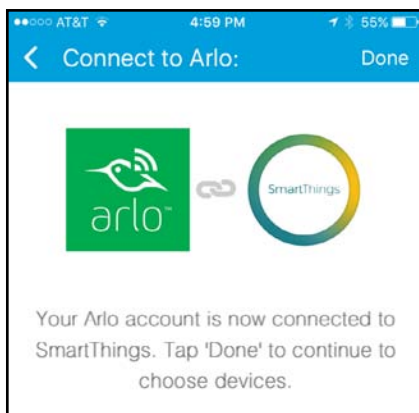 AT&T 4:59 PM 55%
Connect to Arlo: Done
arlo™ SmartThings
Your Arlo account is now connected to
SmartThings. Tap 'Done' to continue to
choose devices.